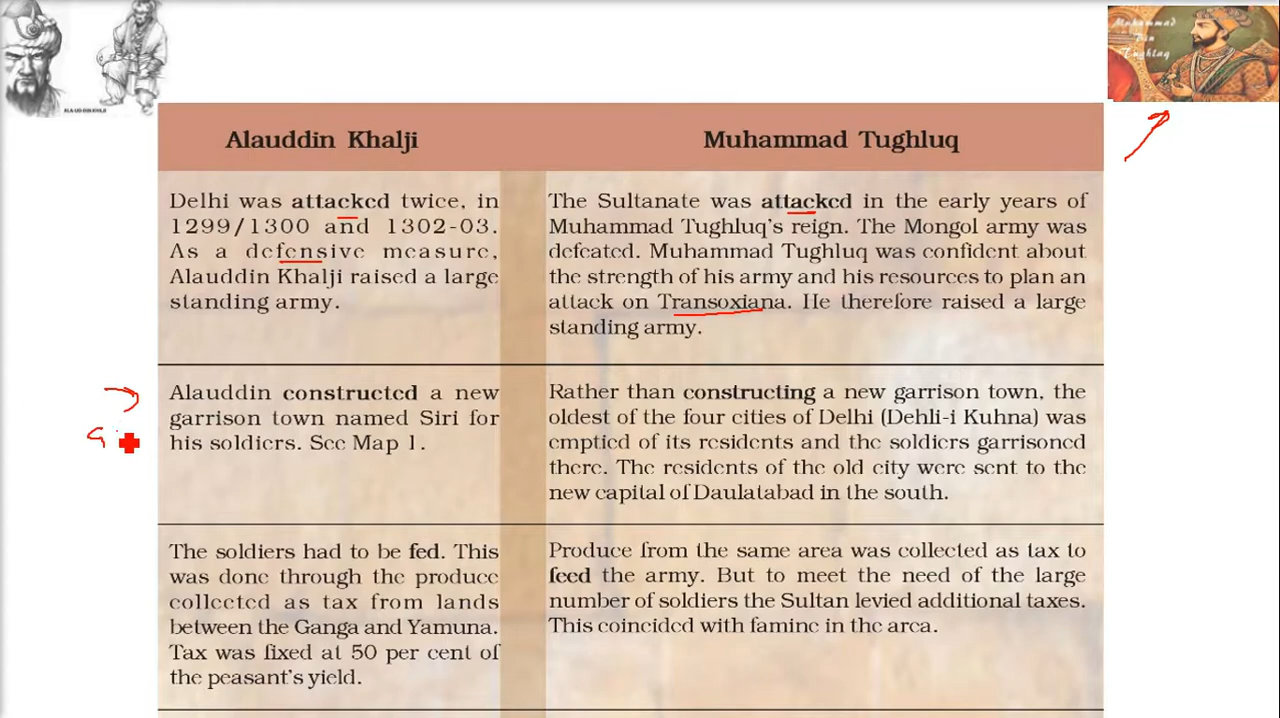 Muhammad
Bin
Tughlaq
ALA-UD-DIN KHILJI
Alauddin Khalji
Muhammad Tughluq
Delhi was attacked twice, in
1299/1300 and 1302-03.
As a defensive measure,
Alauddin Khalji raised a large
standing army.
The Sultanate was attacked in the early years of
Muhammad Tughluq's reign. The Mongol army was
defeated. Muhammad Tughluq was confident about
the strength of his army and his resources to plan an
attack on Transoxiana. He therefore raised a large
standing army.
Alauddin constructed a new
garrison town named Siri for
his soldiers. See Map 1.
Rather than constructing a new garrison town, the
oldest of the four cities of Delhi (Dehli-i Kuhna) was
emptied of its residents and the soldiers garrisoned
there. The residents of the old city were sent to the
new capital of Daulatabad in the south.
The soldiers had to be fed. This
was done through the produce
collected as tax from lands
between the Ganga and Yamuna.
Tax was fixed at 50 per cent of
the peasant's yield.
Produce from the same area was collected as tax to
feed the army. But to meet the need of the large
number of soldiers the Sultan levied additional taxes.
This coincided with famine in the area.